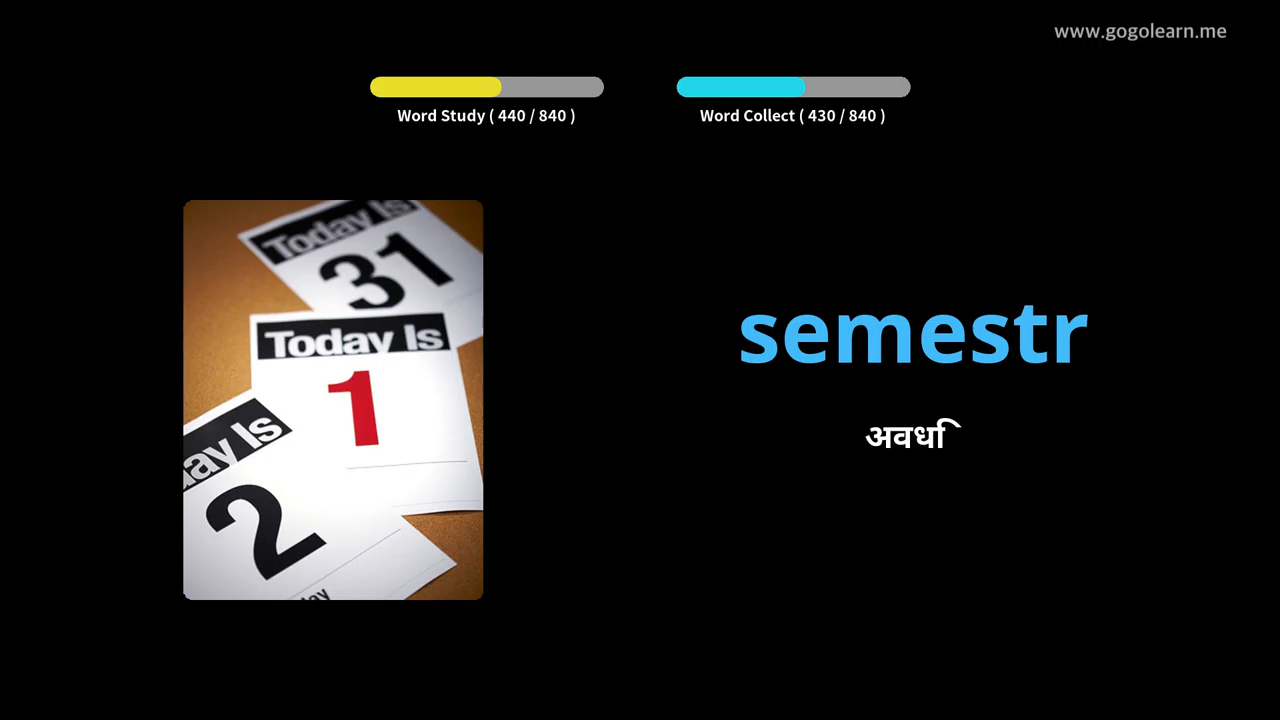 www.gogolearn.me
Word Study ( 440 / 840 )
Word Collect ( 430 / 840 )
Today Is
31
Today Is
1
day Is
2
day
semestr
अवधि